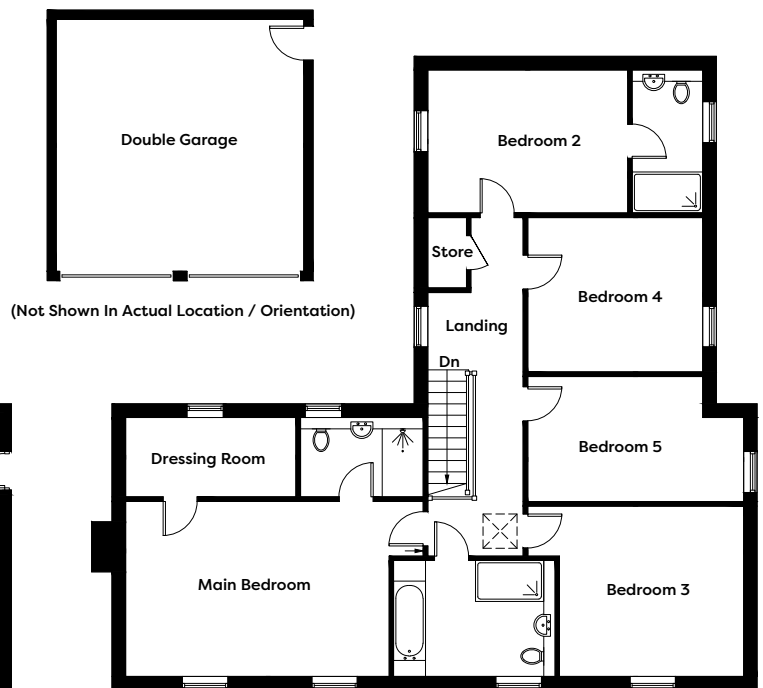 Double Garage
(Not Shown In Actual Location / Orientation)
Bedroom 2
Store
Bedroom 4
Landing
Dn
Dressing Room
Bedroom 5
Main Bedroom
Bedroom 3